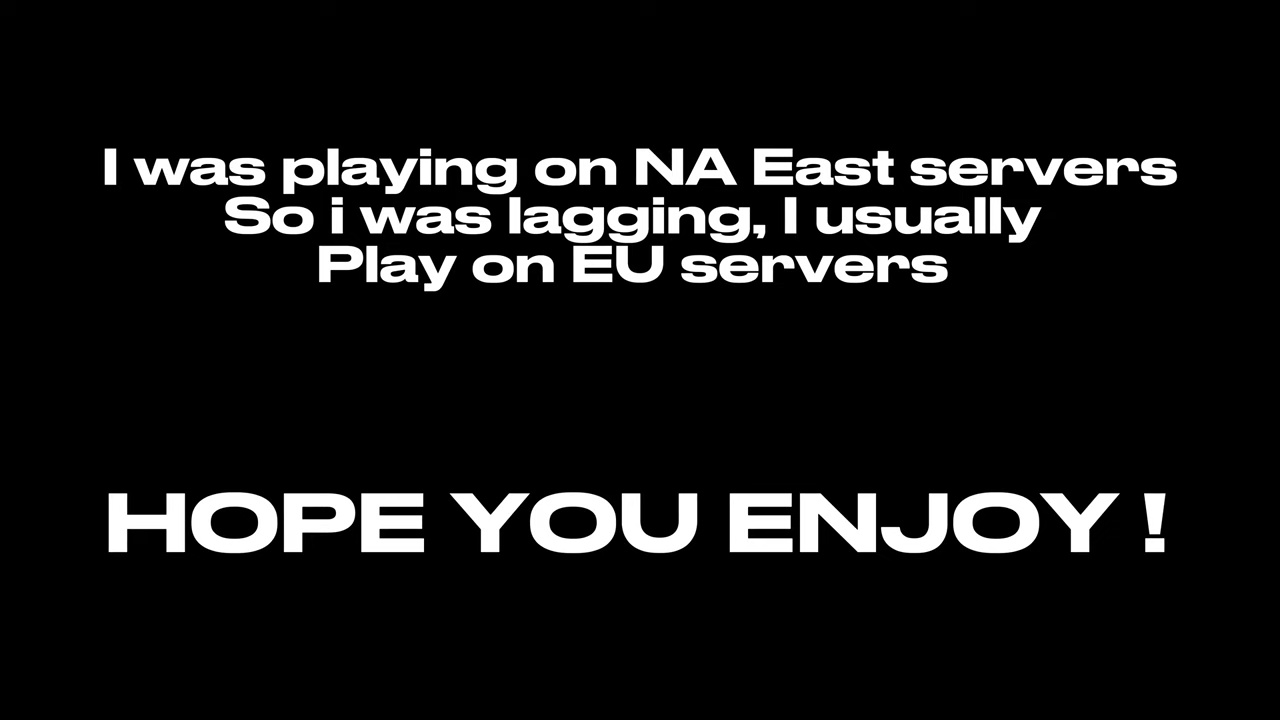 I was playing on NA East servers
So i was lagging, I usually
Play on EU servers
HOPE YOU ENJOY !